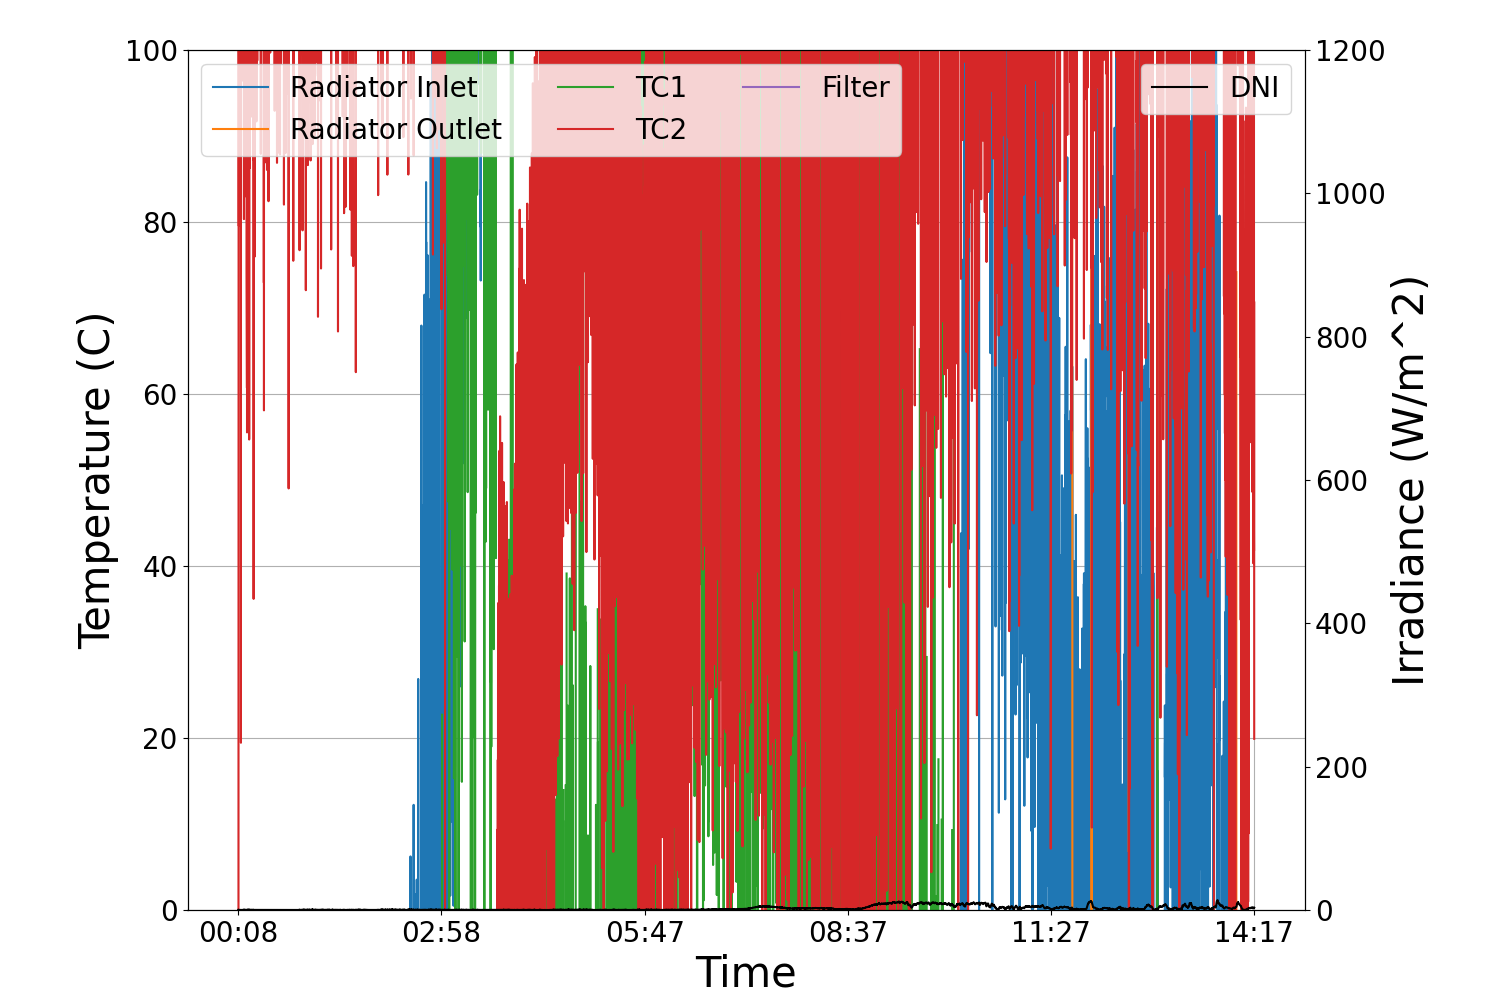 100
80
60
40
20
0
1200
1000
800
600
400
200
0
Radiator Inlet
Radiator Outlet
TC1
TC2
Filter
DNI
Temperature (C)
Irradiance (W/m^2)
00:08
02:58
05:47
08:37
11:27
14:17
Time